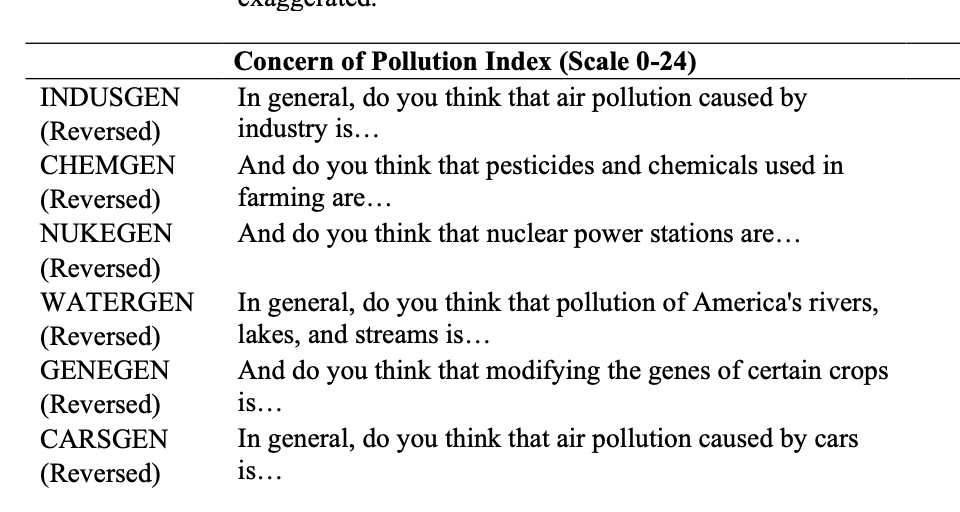 exaggerated.
Concern of Pollution Index (Scale 0-24)
INDUSGEN In general, do you think that air pollution caused by
(Reversed) industry is…
CHEMGEN And do you think that pesticides and chemicals used in
(Reversed) farming are…
NUKEGEN And do you think that nuclear power stations are…
(Reversed)
WATERGEN In general, do you think that pollution of America's rivers,
(Reversed) lakes, and streams is…
GENEGEN And do you think that modifying the genes of certain crops
(Reversed) is…
CARSGEN In general, do you think that air pollution caused by cars
(Reversed) is…